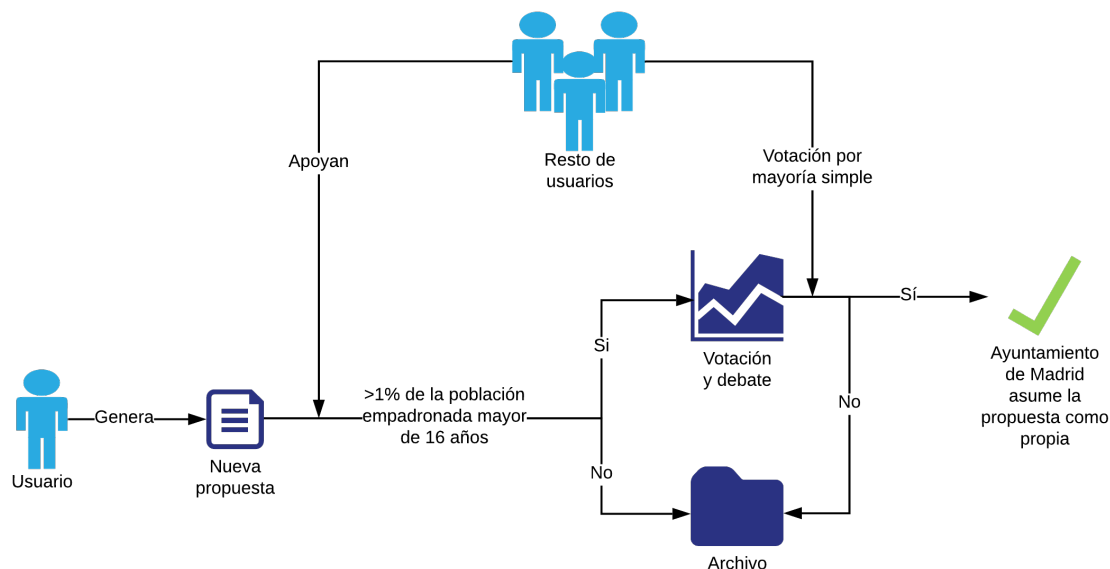 Apoyan
Resto de
usuarios
Votación por
mayoría simple
Usuario
Genera
Nueva
propuesta
>1% de la población
empadronada mayor
de 16 años
Si
No
Votación
y debate
Archivo
No
Sí
Ayuntamiento
de Madrid
asume la
propuesta como
propia